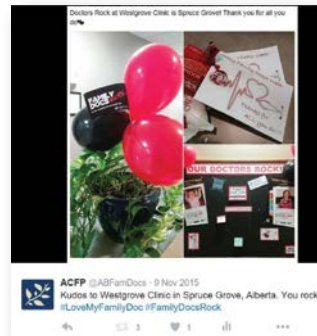 Doctors Rock at Westgrove Clinic in Spruce Grove! Thank you for all you
do
FAMILY
DOCS
OUR DOCTORS ROCK!
ACFP @ABFamDocs · 9 Nov 2015
Kudos to Westgrove Clinic in Spruce Grove, Alberta. You rock
#LoveMyFamilyDoc #FamilyDocsRock
3
1